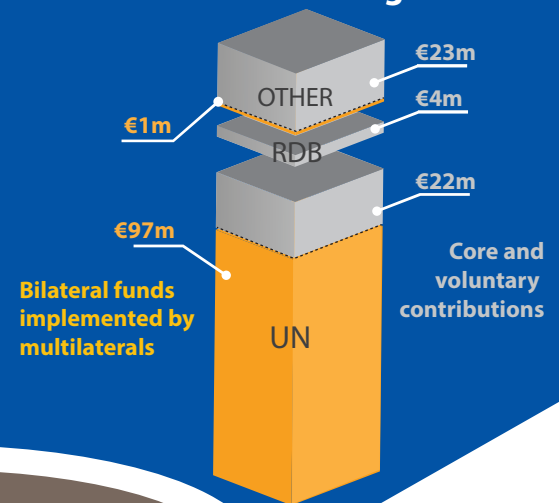 €23m
OTHER
€4m
€1m
RDB
€22m
€97m
Core and
voluntary
contributions
Bilateral funds
implemented by
multilaterals
UN